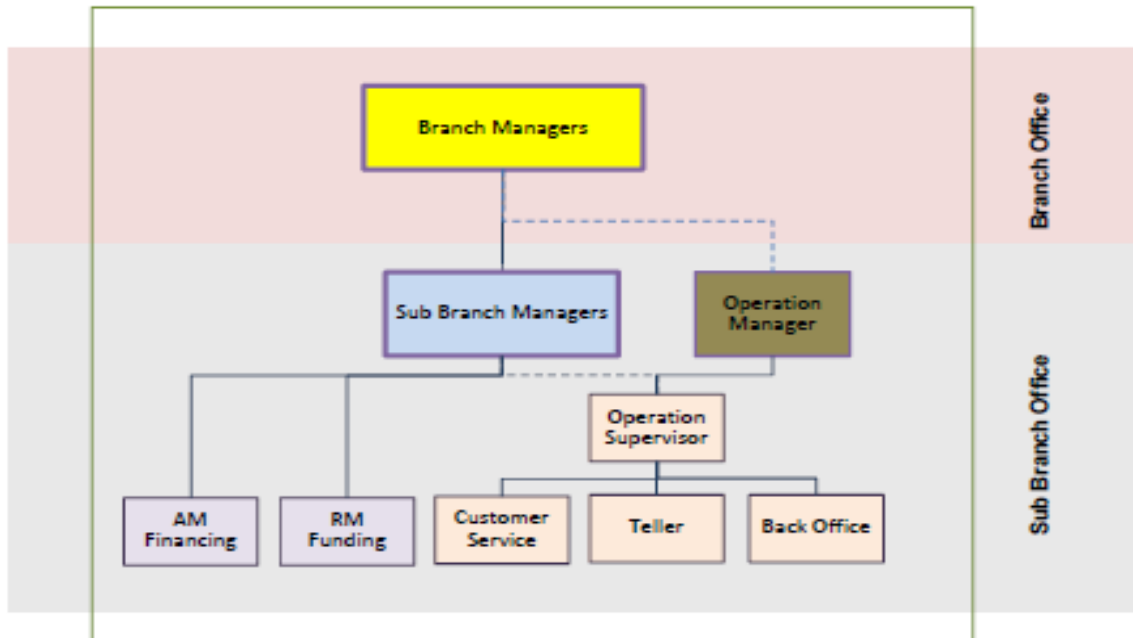 Branch Managers
Branch Office
Sub Branch Managers
Operation
Manager
Operation
Supervisor
Sub Branch Office
AM
Financing
RM
Funding
Customer
Service
Teller
Back Office